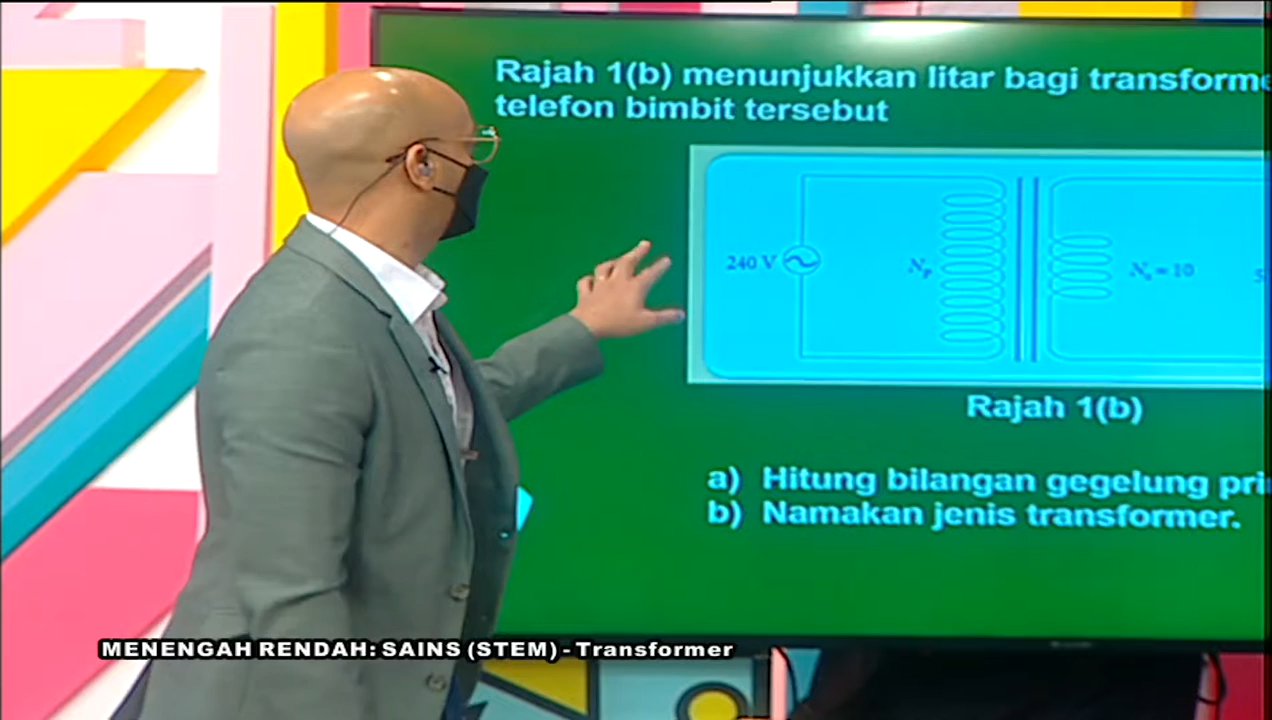 Rajah 1(b) menunjukkan litar bagi transforme
telefon bimbit tersebut
240 V
Np
Ns = 10
5
Rajah 1(b)
a) Hitung bilangan gegelung pri
b) Namakan jenis transformer.
MENENGAH RENDAH: SAINS (STEM) - Transformer